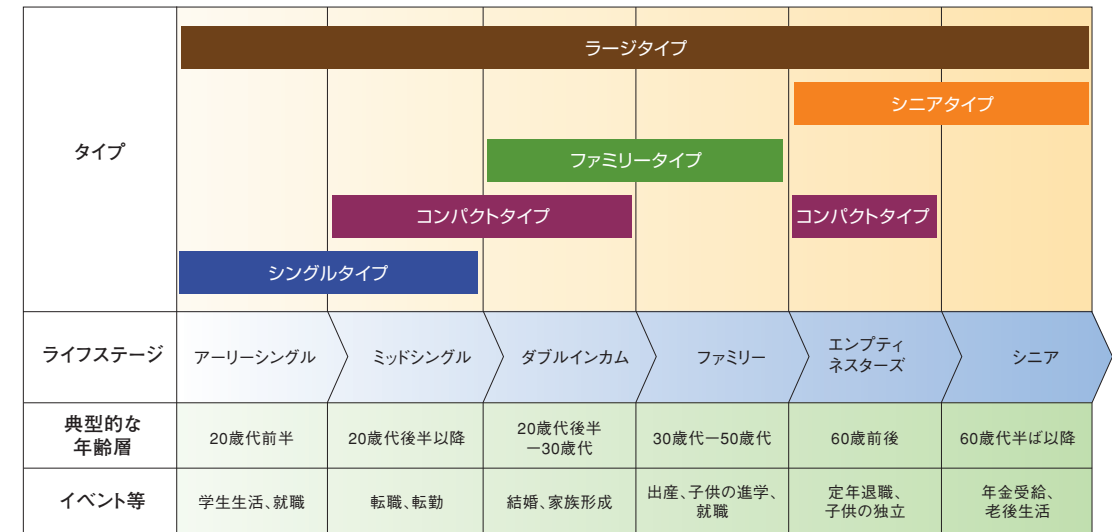 タイプ
ラージタイプ
シニアタイプ
ファミリータイプ
コンパクトタイプ
コンパクトタイプ
シングルタイプ
ライフステージ
アーリーシングル
ミッドシングル
ダブルインカム
ファミリー
エンプティ
ネスターズ
シニア
典型的な
年齢層
20歳代前半
20歳代後半以降
20歳代後半
ー30歳代
30歳代ー50歳代
60歳前後
60歳代半ば以降
イベント等
学生生活、就職
転職、転勤
結婚、家族形成
出産、子供の進学、
就職
定年退職、
子供の独立
年金受給、
老後生活